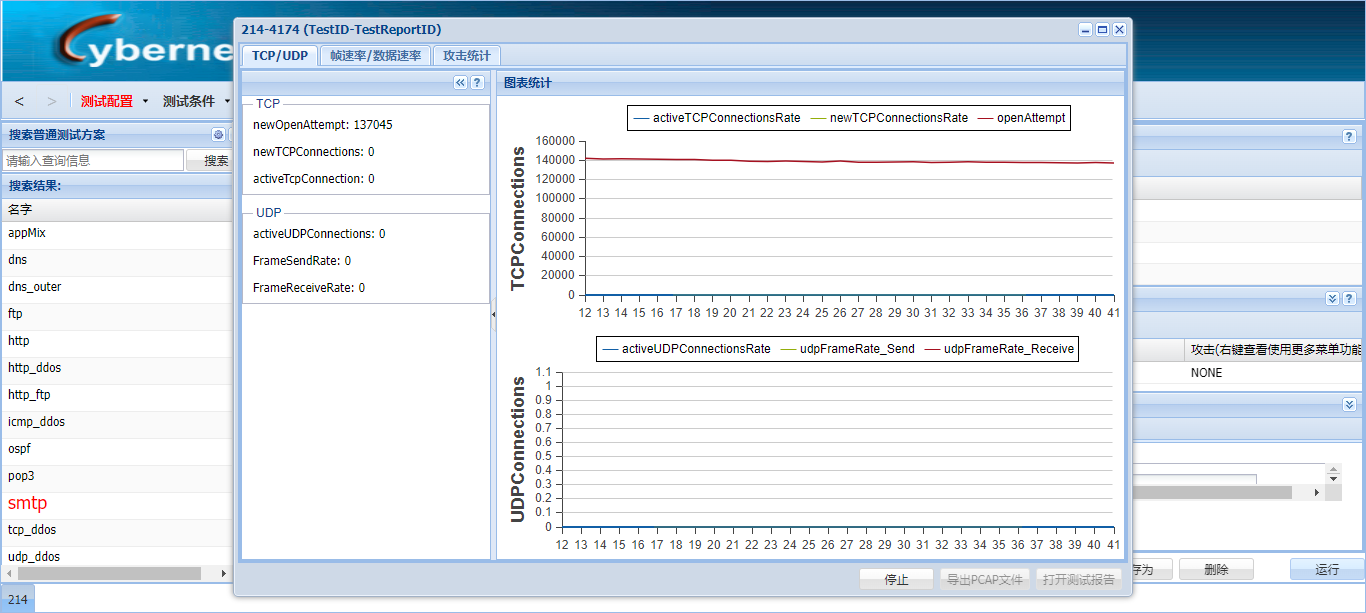 Cyberne
214-4174 (TestID-TestReportID)
TCP/UDP 帧速率/数据速率 攻击统计
< > 测试配置 测试条件
搜索普通测试方案
请输入查询信息 搜索
搜索结果:
名字
appMix
dns
dns_outer
ftp
http
http_ddos
http_ftp
icmp_ddos
ospf
pop3
smtp
tcp_ddos
udp_ddos
214
TCP
newOpenAttempt: 137045
newTCPConnections: 0
activeTcpConnection: 0
UDP
activeUDPConnections: 0
FrameSendRate: 0
FrameReceiveRate: 0
图表统计
activeTCPConnectionsRate newTCPConnectionsRate openAttempt
TCPConnections
160000
140000
120000
100000
80000
60000
40000
20000
0
12 13 14 15 16 17 18 19 20 21 22 23 24 25 26 27 28 29 30 31 32 33 34 35 36 37 38 39 40 41
activeUDPConnectionsRate udpFrameRate_Send udpFrameRate_Receive
UDPConnections
1.1
1
0.9
0.8
0.7
0.6
0.5
0.4
0.3
0.2
0.1
0
12 13 14 15 16 17 18 19 20 21 22 23 24 25 26 27 28 29 30 31 32 33 34 35 36 37 38 39 40 41
停止 导出PCAP文件 打开测试报告
攻击(右键查看使用更多菜单功能
NONE
存为 删除 运行